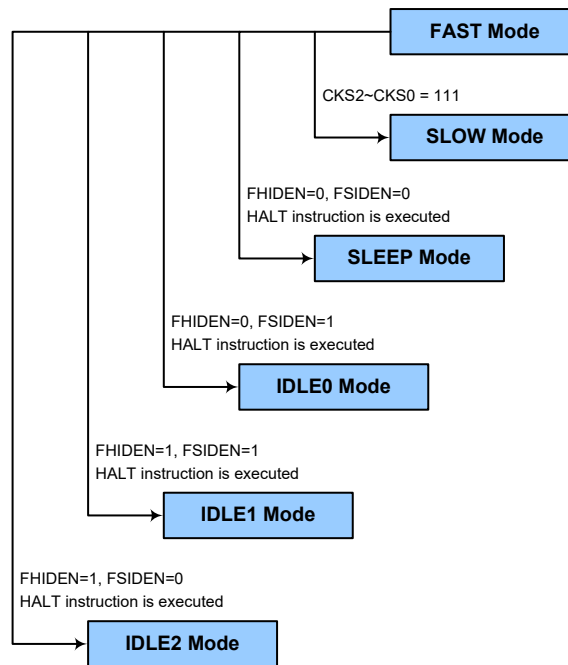 FAST Mode
CKS2~CKS0 = 111
SLOW Mode
FHIDEN=0, FSIDEN=0
HALT instruction is executed
SLEEP Mode
FHIDEN=0, FSIDEN=1
HALT instruction is executed
IDLE0 Mode
FHIDEN=1, FSIDEN=1
HALT instruction is executed
IDLE1 Mode
FHIDEN=1, FSIDEN=0
HALT instruction is executed
IDLE2 Mode